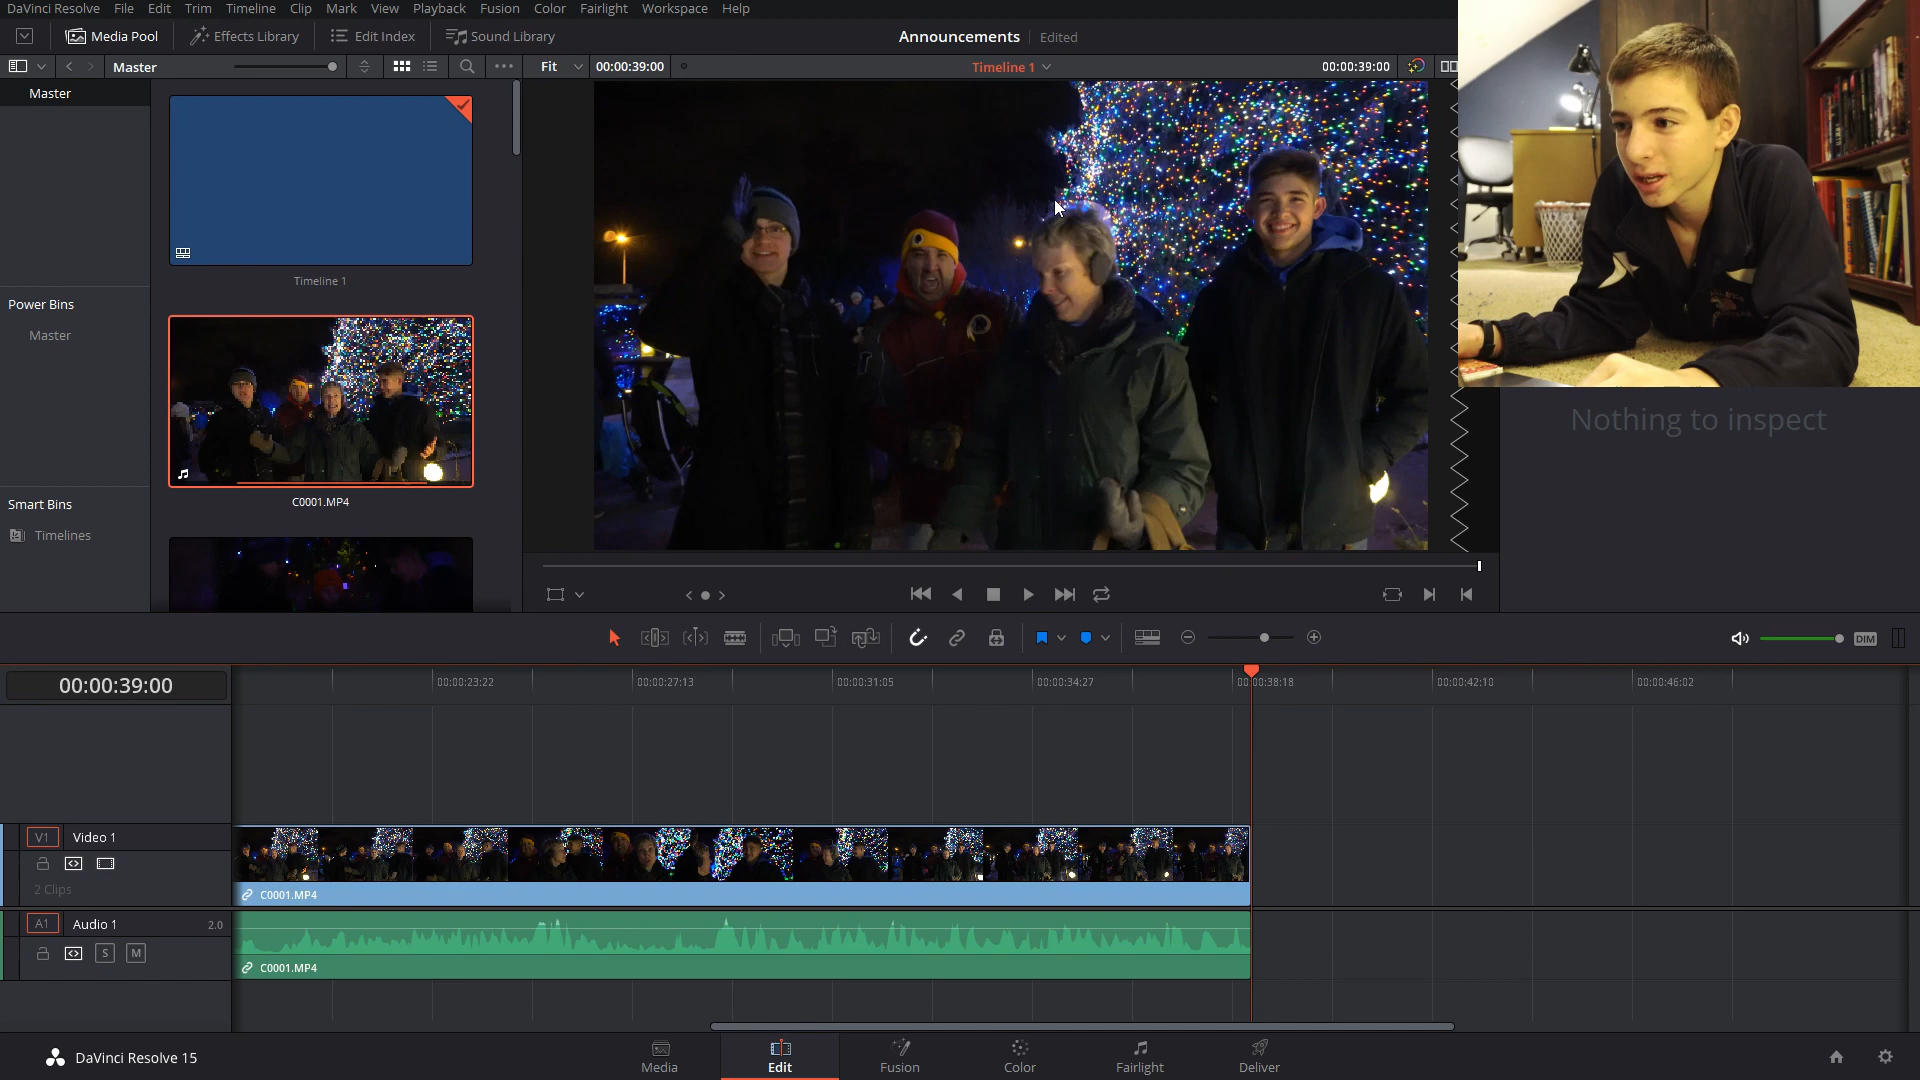 DaVinci Resolve File Edit Trim Timeline Clip Mark View Playback Fusion Color Fairlight Workspace Help
Media Pool Effects Library Edit Index Sound Library Announcements Edited
Master Fit 00:00:39:00 Timeline 1 00:00:39:00
Master
Timeline 1
Power Bins
Master
Nothing to inspect
C0001.MP4
Smart Bins
Timelines
DIM
00:00:39:00 00:00:23:22 00:00:27:13 00:00:31:05 00:00:34:27 00:00:38:18 00:00:42:10 00:00:46:02
V1 Video 1
2 Clips
C0001.MP4
A1 Audio 1 2.0
S M
C0001.MP4
DaVinci Resolve 15 Media Edit Fusion Color Fairlight Deliver